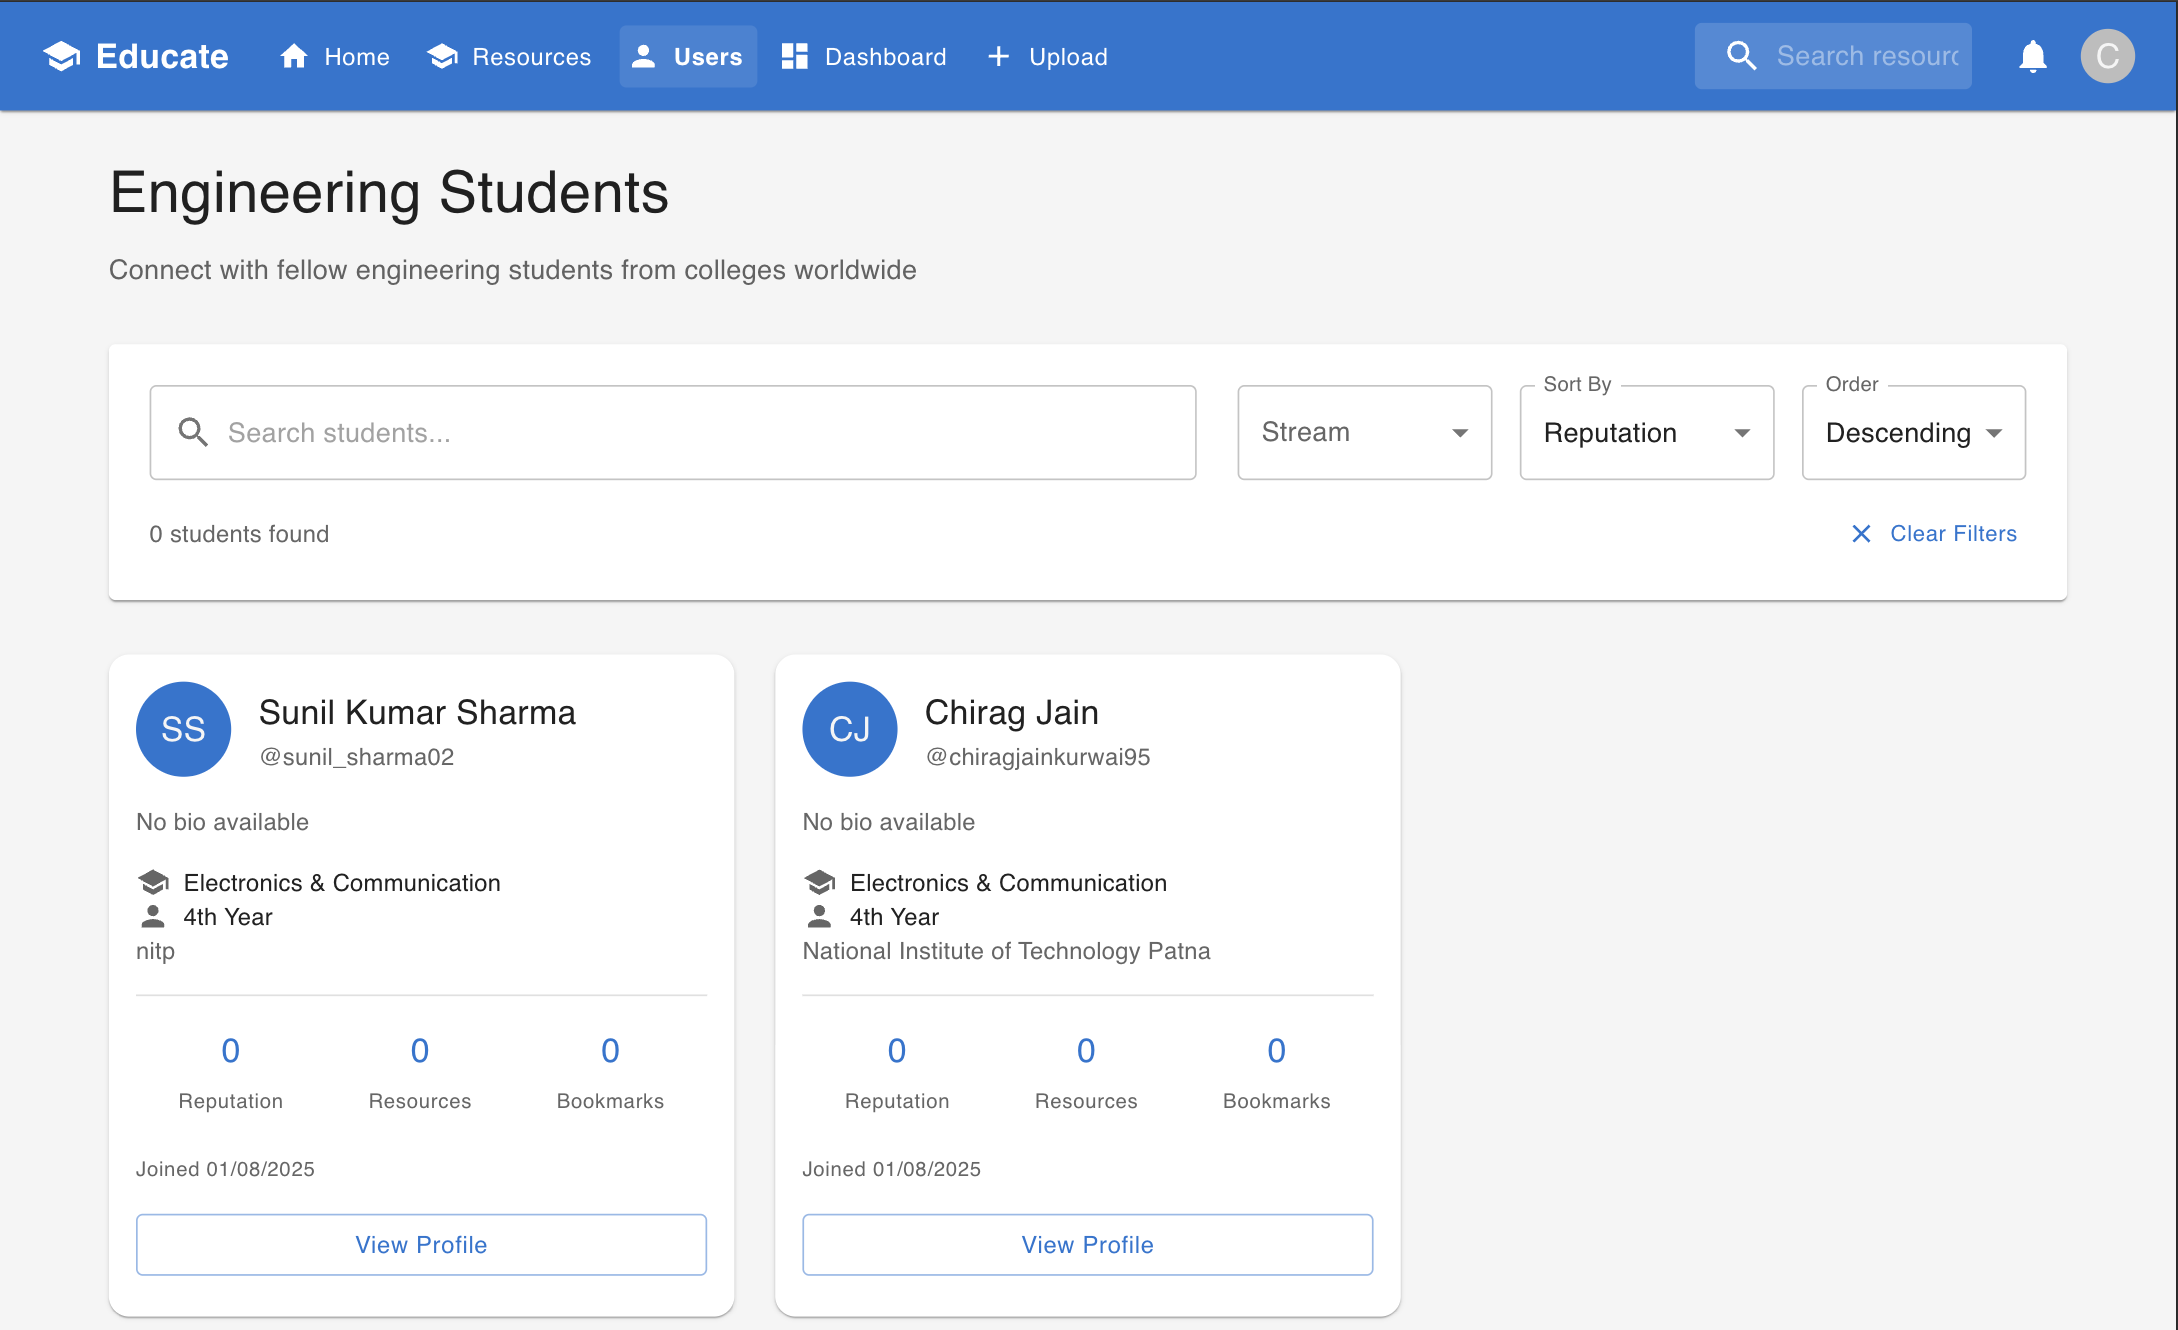 Educate Home Resources Users Dashboard Upload Search resourc C
Engineering Students
Connect with fellow engineering students from colleges worldwide
Search students...
Stream
Sort By
Reputation
Order
Descending
0 students found
Clear Filters
SS
Sunil Kumar Sharma
@sunil_sharma02
No bio available
Electronics & Communication
4th Year
nitp
0 0 0
Reputation Resources Bookmarks
Joined 01/08/2025
View Profile
CJ
Chirag Jain
@chiragjainkurwai95
No bio available
Electronics & Communication
4th Year
National Institute of Technology Patna
0 0 0
Reputation Resources Bookmarks
Joined 01/08/2025
View Profile